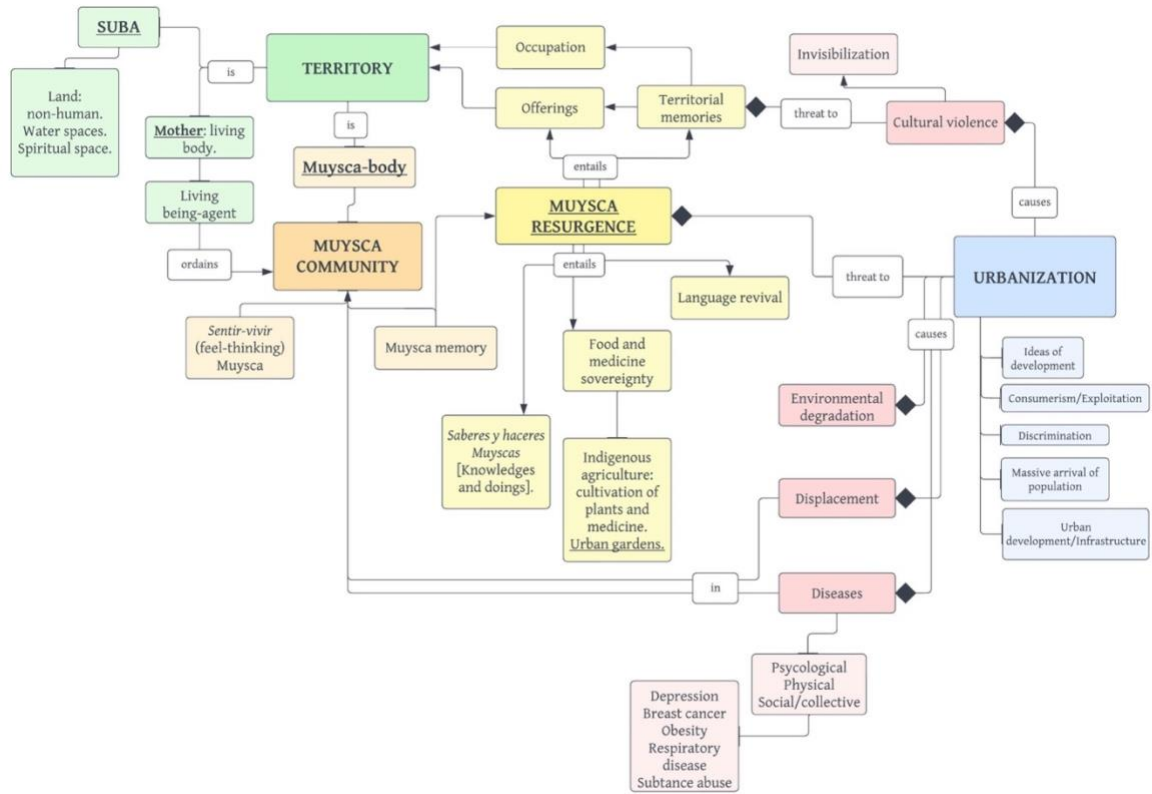 SUBA
Land:
non-human.
Water spaces.
Spiritual space.
is
TERRITORY
Mother: living
body.
Living
being-agent
ordains
is
Muysca-body
MUYSCA
COMMUNITY
Sentir-vivir
(feel-thinking)
Muysca
Muysca memory
Occupation
Offerings
Territorial
memories
entails
MUYSCA
RESURGENCE
entails
Language revival
Food and
medicine
sovereignty
Saberes y haceres
Muyscas
[Knowledges
and doings].
Indigenous
agriculture:
cultivation of
plants and
medicine.
Urban gardens.
Invisibilization
threat to
Cultural violence
causes
URBANIZATION
threat to
causes
Ideas of
development
Consumerism/Exploitation
Discrimination
Massive arrival of
population
Urban
development/Infrastructure
Environmental
degradation
Displacement
in
Diseases
Psycological
Physical
Social/collective
Depression
Breast cancer
Obesity
Respiratory
disease
Subtance abuse